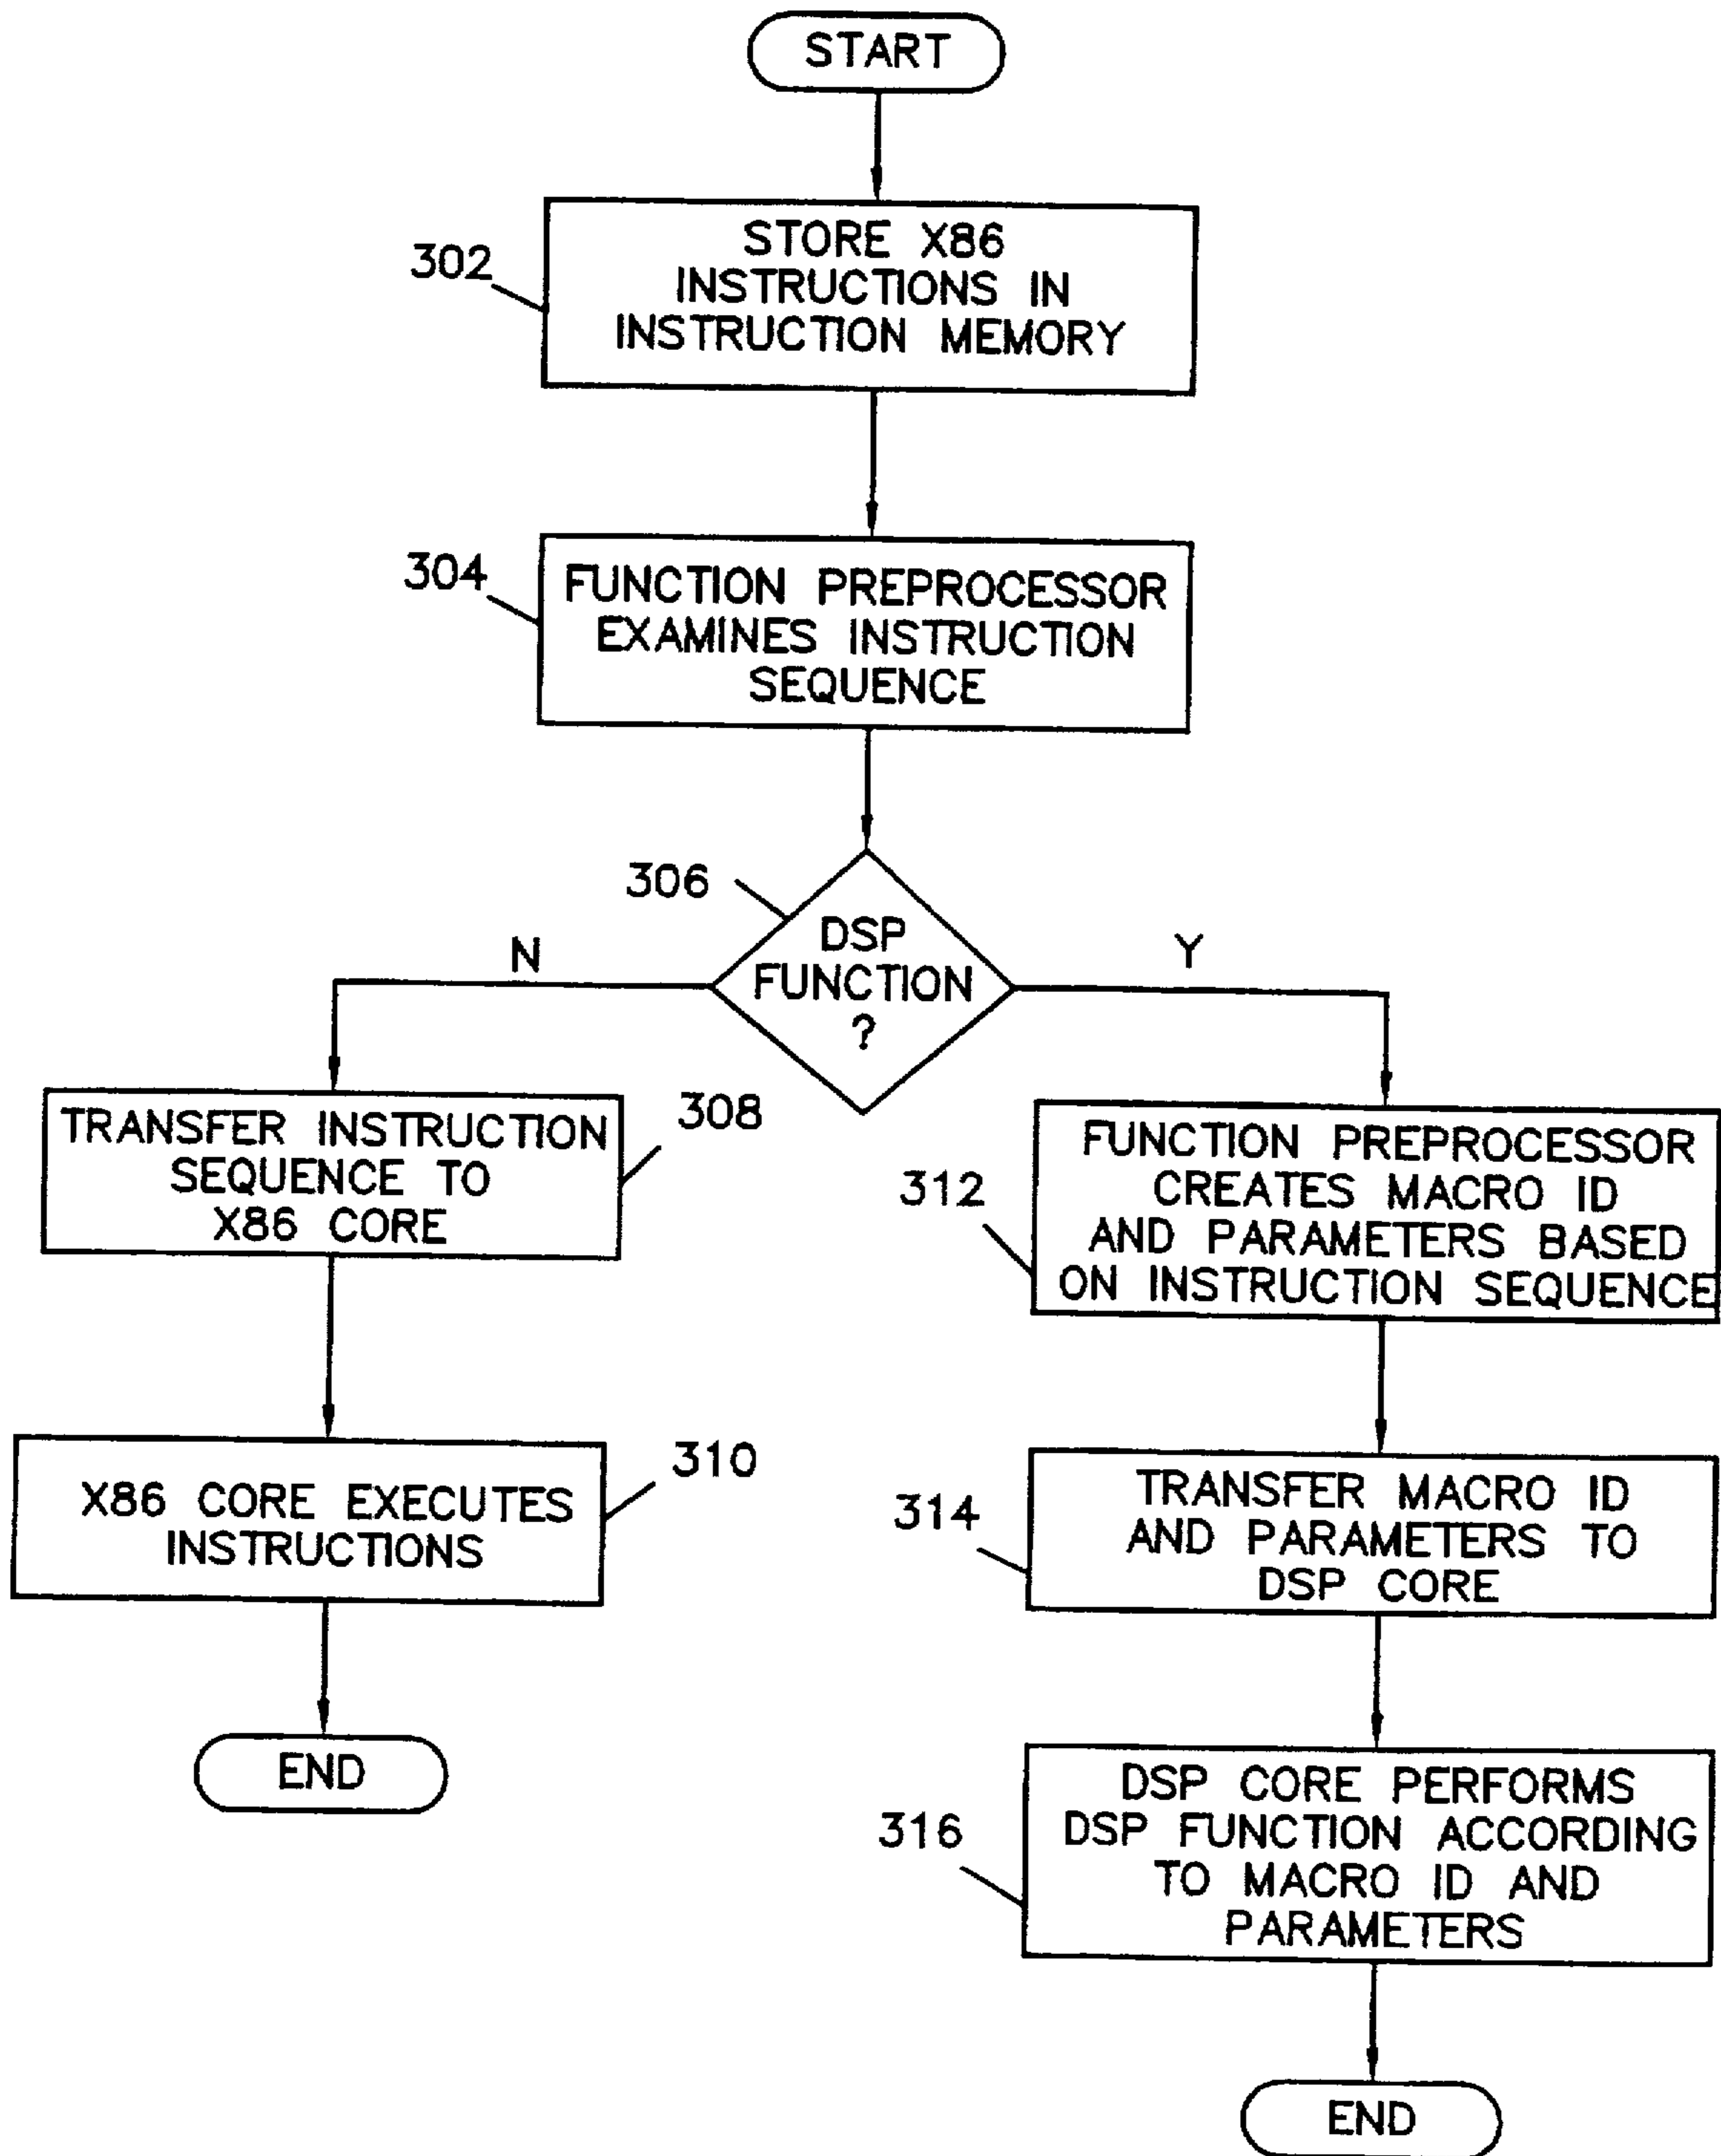 START
302
STORE X86
INSTRUCTIONS IN
INSTRUCTION MEMORY
304
FUNCTION PREPROCESSOR
EXAMINES INSTRUCTION
SEQUENCE
306
DSP
FUNCTION
?
N
Y
TRANSFER INSTRUCTION
SEQUENCE TO
X86 CORE
308
X86 CORE EXECUTES
INSTRUCTIONS
310
END
312
FUNCTION PREPROCESSOR
CREATES MACRO ID
AND PARAMETERS BASED
ON INSTRUCTION SEQUENCE
314
TRANSFER MACRO ID
AND PARAMETERS TO
DSP CORE
316
DSP CORE PERFORMS
DSP FUNCTION ACCORDING
TO MACRO ID AND
PARAMETERS
END